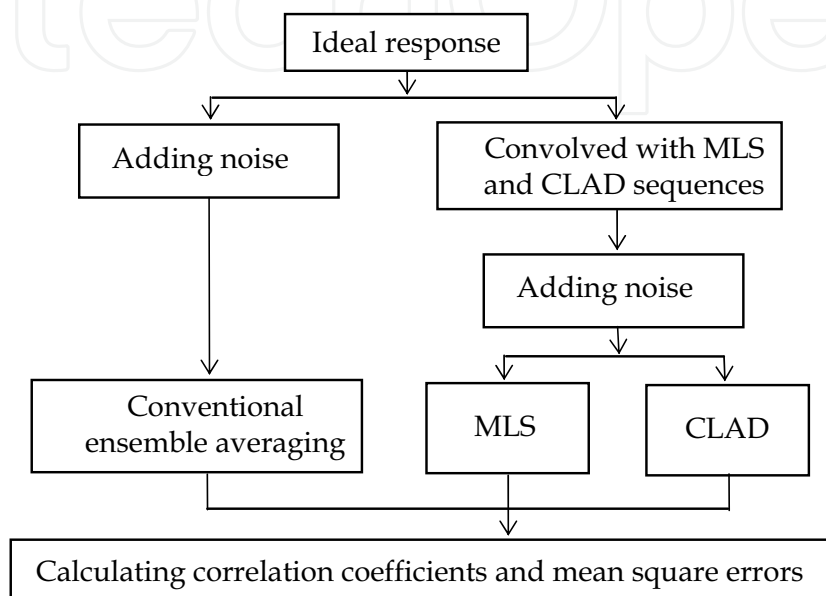 Ideal response
Adding noise
Convolved with MLS
and CLAD sequences
Adding noise
Conventional
ensemble averaging
MLS
CLAD
Calculating correlation coefficients and mean square errors